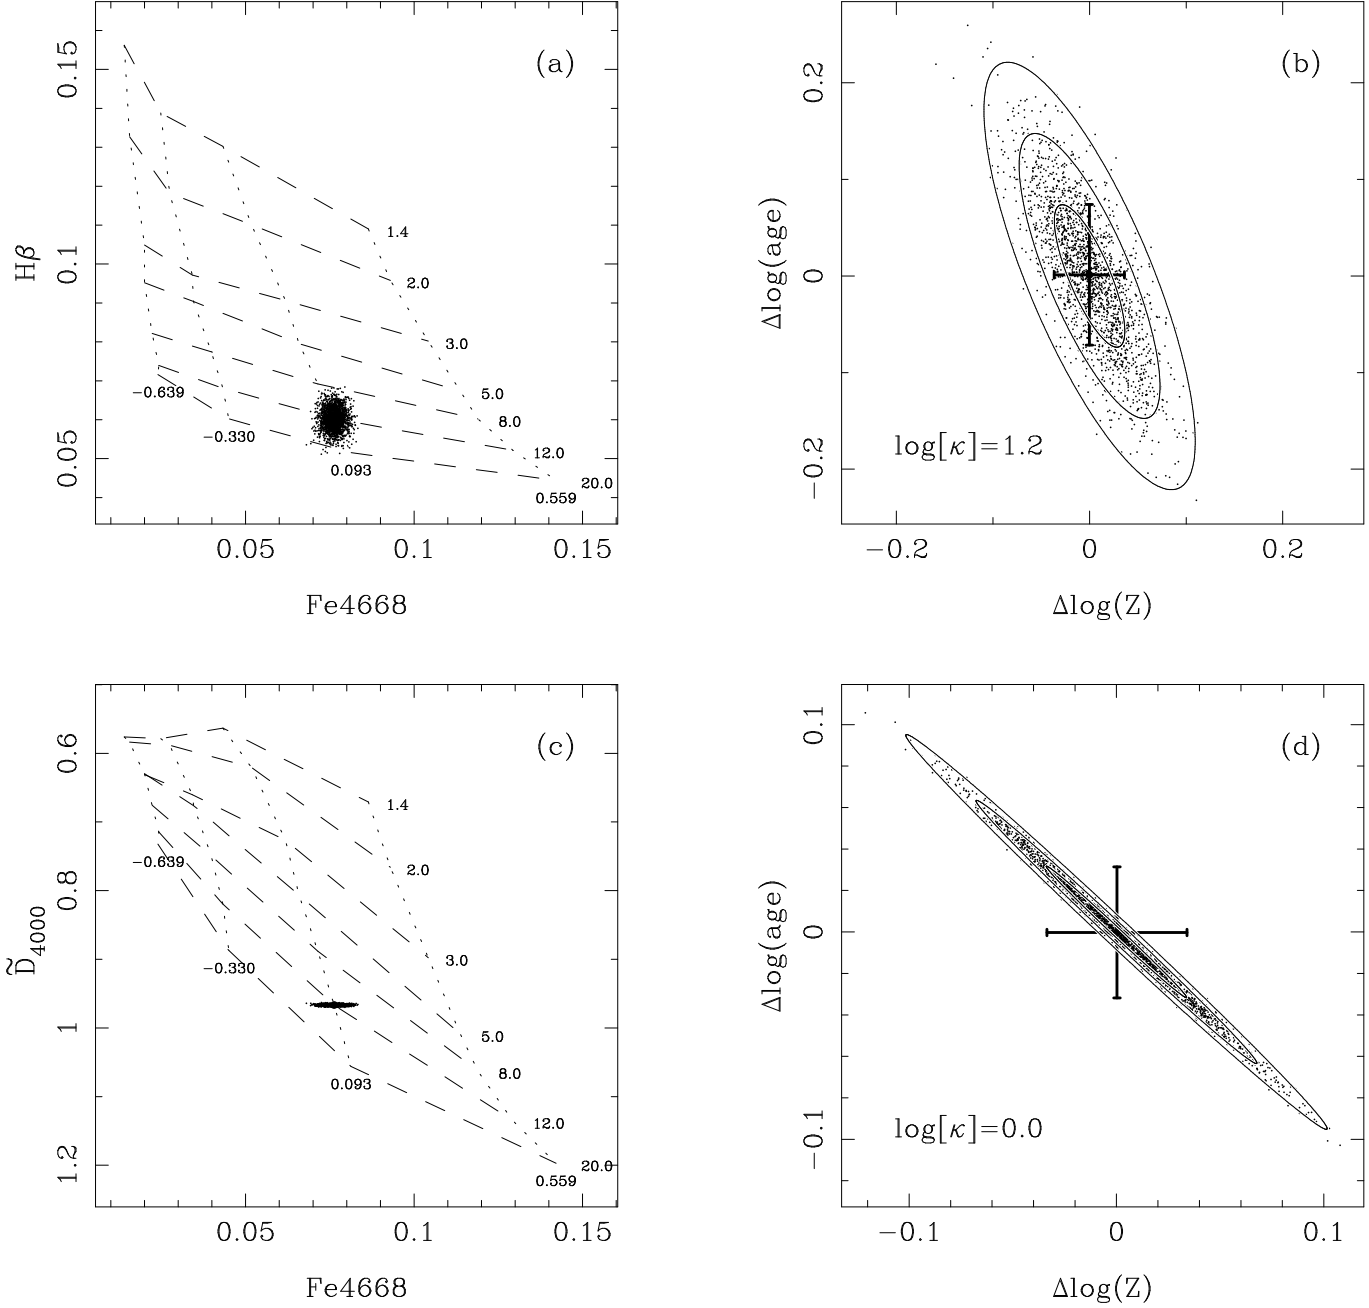 (a)
0.15
0.1
0.05
Hβ
1.4
2.0
3.0
5.0
8.0
12.0
20.0
−0.639
−0.330
0.093
0.559
0.05 0.1 0.15
Fe4668
(b)
0.2
0
−0.2
Δlog(age)
log[κ]=1.2
−0.2 0 0.2
Δlog(Z)
(c)
0.6
0.8
1
1.2
D̃4000
1.4
2.0
3.0
5.0
8.0
12.0
20.0
−0.639
−0.330
0.093
0.559
0.05 0.1 0.15
Fe4668
(d)
0.1
0
−0.1
Δlog(age)
log[κ]=0.0
−0.1 0 0.1
Δlog(Z)